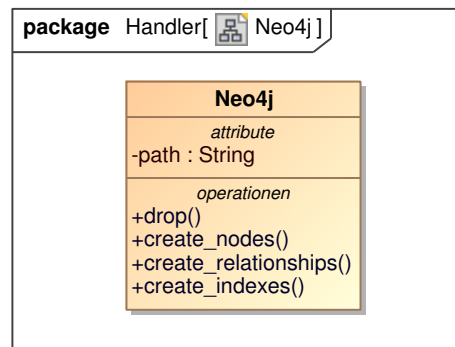 package Handler[ Neo4j ]
Neo4j
attribute
-path : String
operationen
+drop()
+create_nodes()
+create_relationships()
+create_indexes()